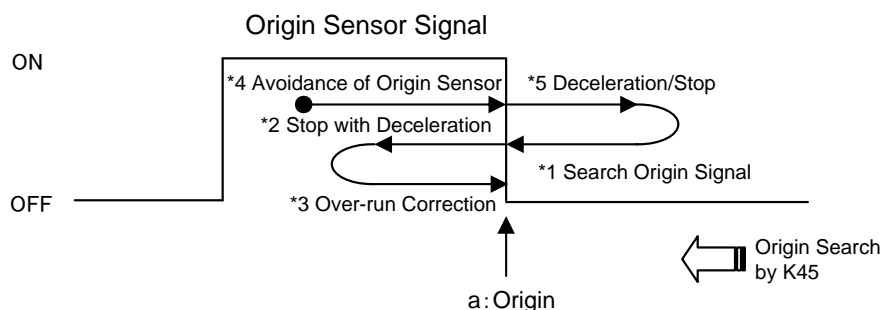 Origin Sensor Signal
ON
*4 Avoidance of Origin Sensor
*5 Deceleration/Stop
*2 Stop with Deceleration
*1 Search Origin Signal
OFF
*3 Over-run Correction
Origin Search
by K45
a:Origin